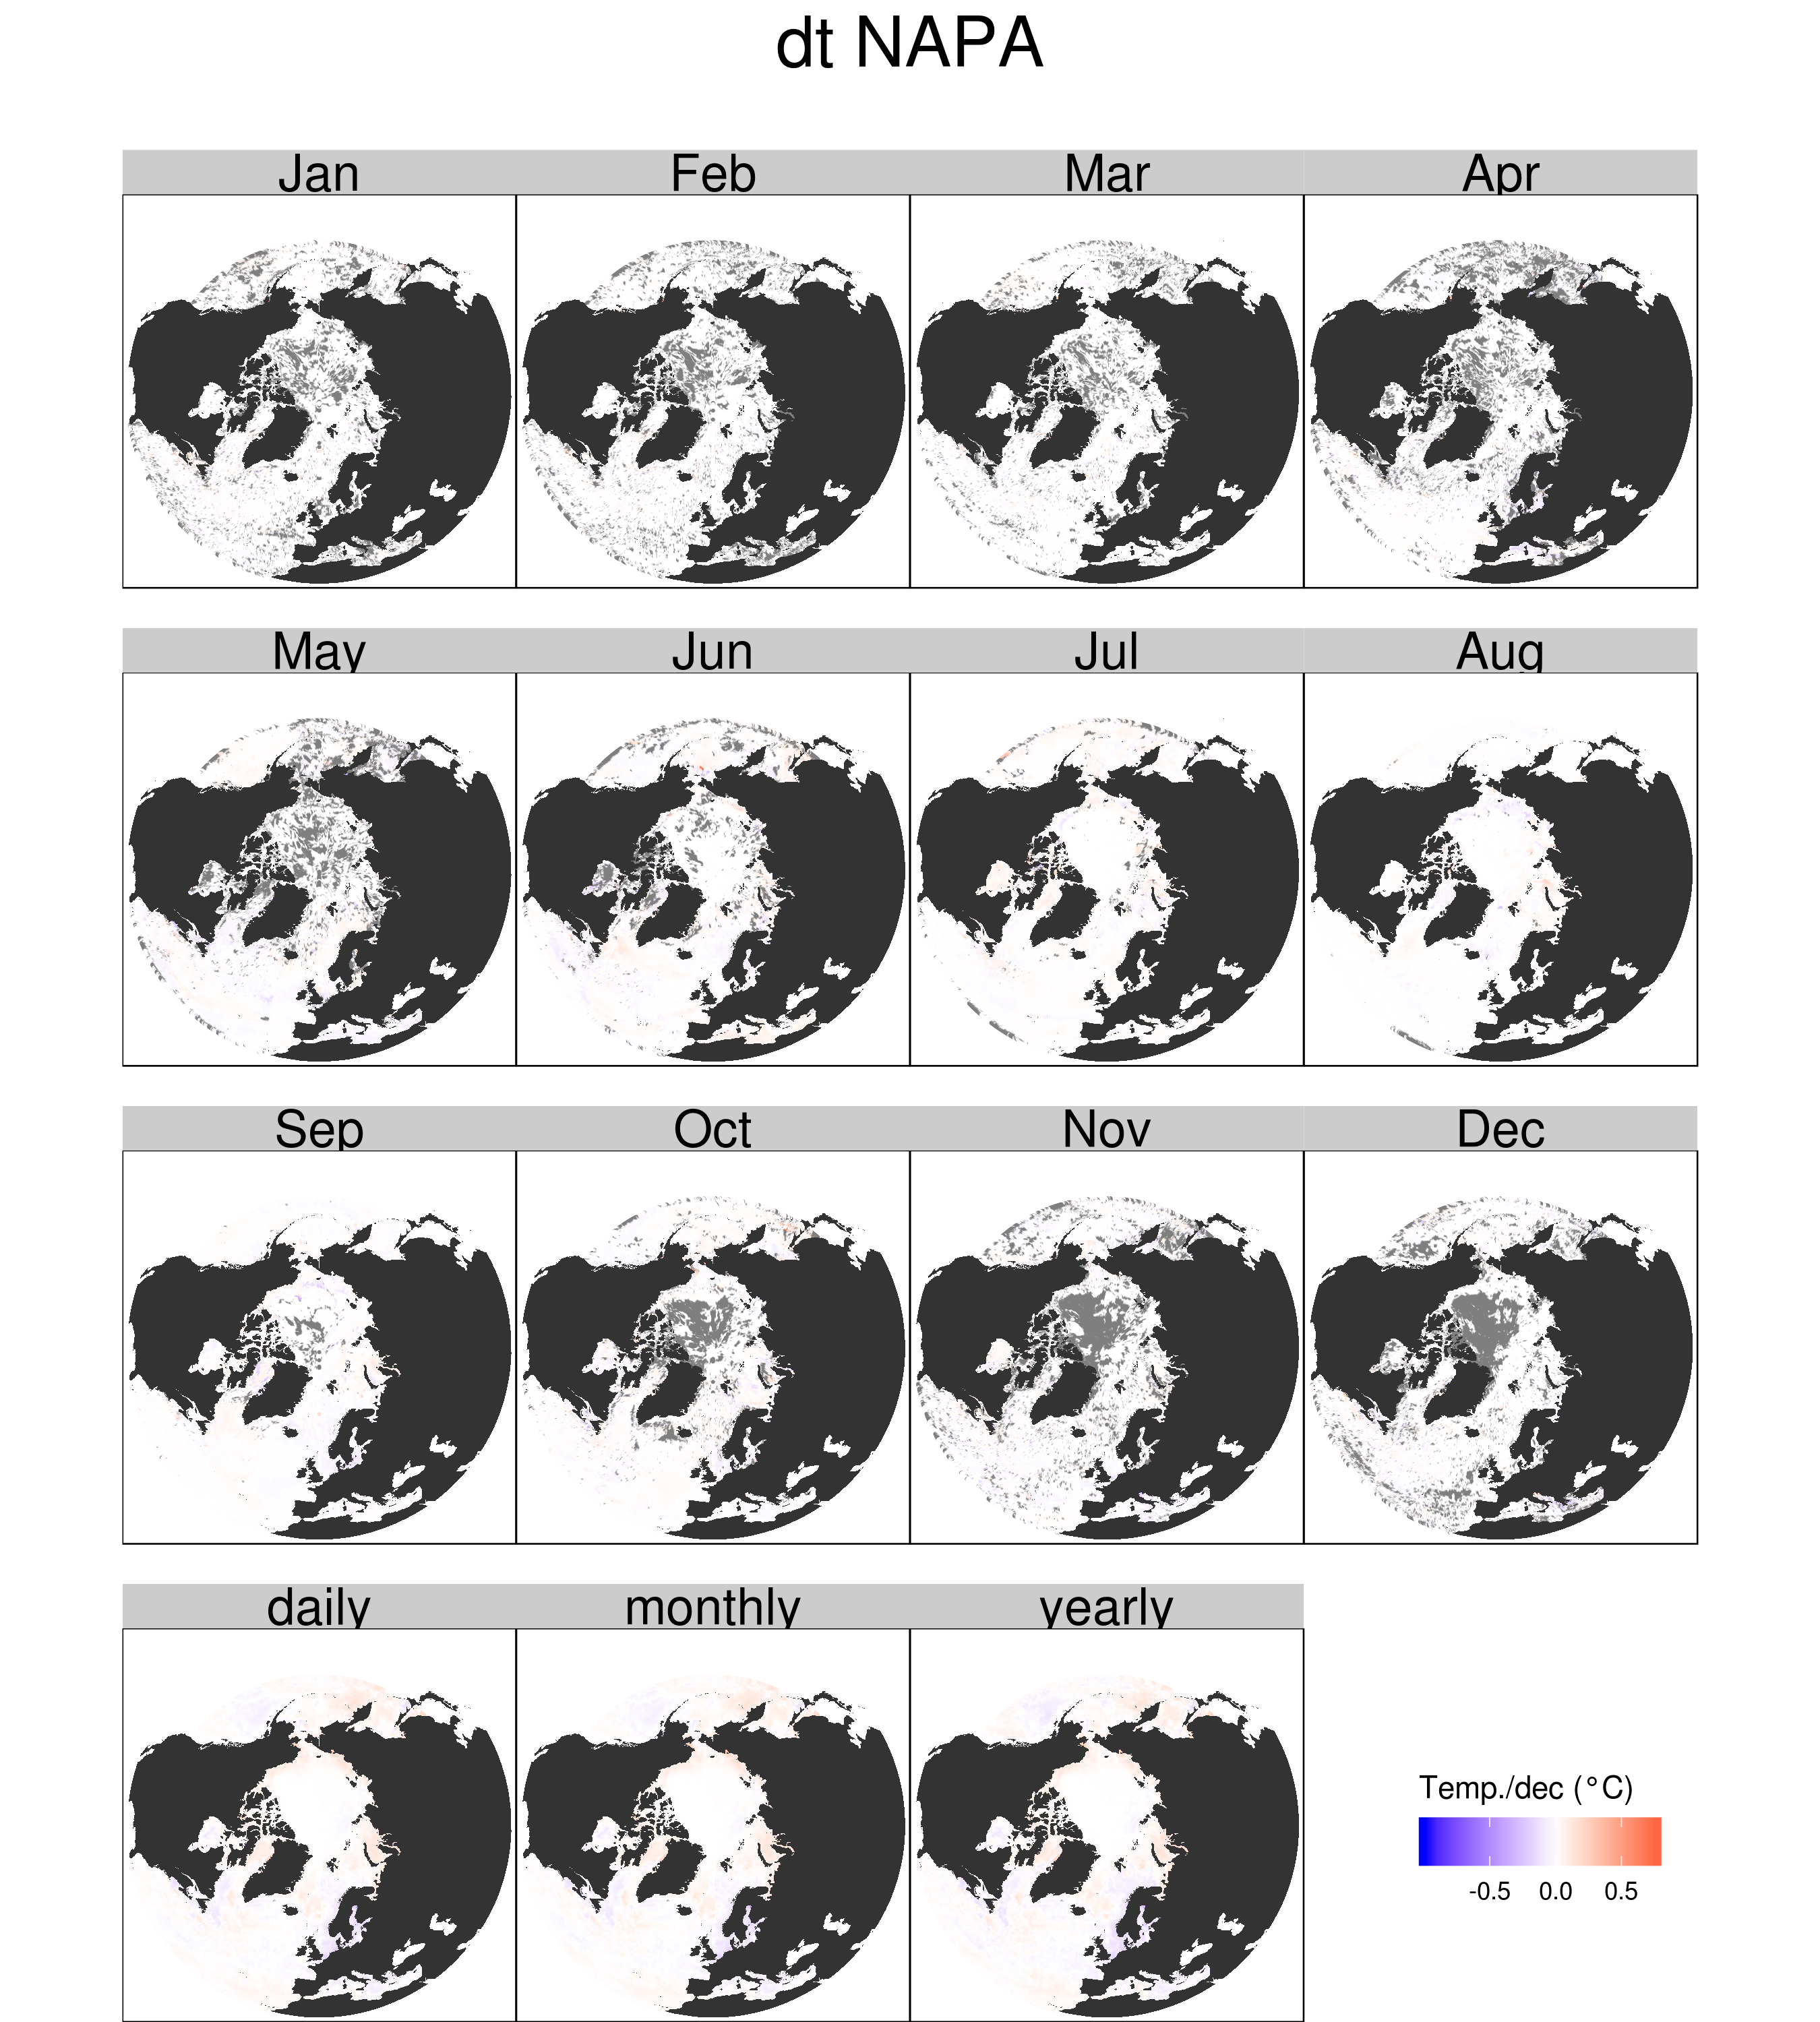 dt NAPA
Jan Feb Mar Apr
May Jun Jul Aug
Sep Oct Nov Dec
daily monthly yearly
Temp./dec (°C)
-0.5 0.0 0.5